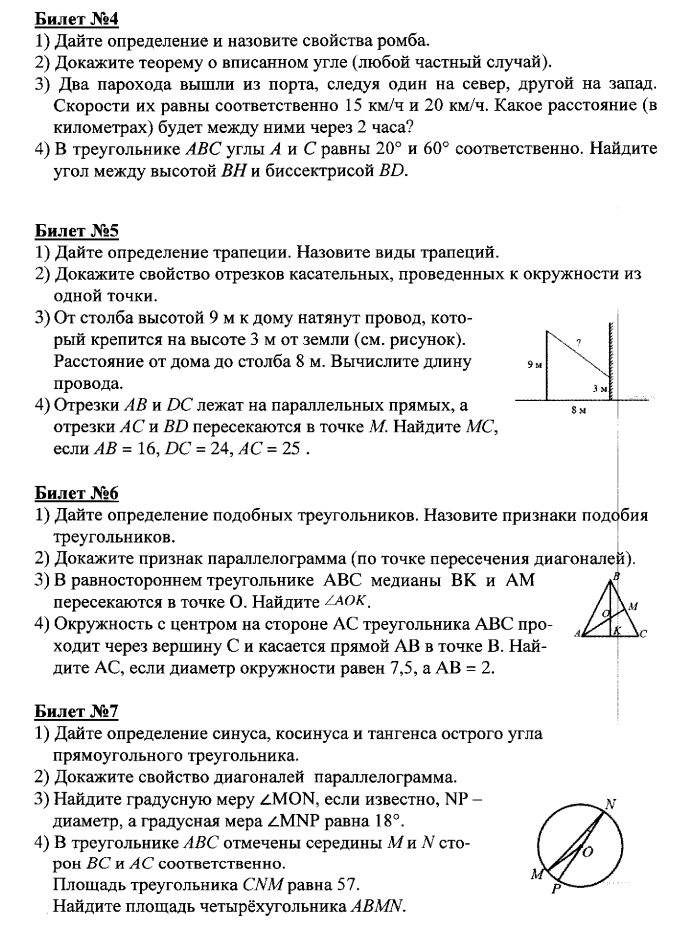 Билет №4
1) Дайте определение и назовите свойства ромба.
2) Докажите теорему о вписанном угле (любой частный случай).
3) Два парохода вышли из порта, следуя один на север, другой на запад.
Скорости их равны соответственно 15 км/ч и 20 км/ч. Какое расстояние (в
километрах) будет между ними через 2 часа?
4) В треугольнике ABC углы A и C равны 20° и 60° соответственно. Найдите
угол между высотой BH и биссектрисой BD.
Билет №5
1) Дайте определение трапеции. Назовите виды трапеций.
2) Докажите свойство отрезков касательных, проведенных к окружности из
одной точки.
3) От столба высотой 9 м к дому натянут провод, кото-
рый крепится на высоте 3 м от земли (см. рисунок).
Расстояние от дома до столба 8 м. Вычислите длину
провода.
?
9 м
3 м
8 м
4) Отрезки AB и DC лежат на параллельных прямых, а
отрезки AC и BD пересекаются в точке M. Найдите MC,
если AB = 16, DC = 24, AC = 25 .
Билет №6
1) Дайте определение подобных треугольников. Назовите признаки подобия
треугольников.
2) Докажите признак параллелограмма (по точке пересечения диагоналей).
3) В равностороннем треугольнике ABC медианы BK и AM
пересекаются в точке O. Найдите ∠AOK.
B
O
M
A
K
C
4) Окружность с центром на стороне AC треугольника ABC про-
ходит через вершину C и касается прямой AB в точке B. Най-
дите AC, если диаметр окружности равен 7,5, а AB = 2.
Билет №7
1) Дайте определение синуса, косинуса и тангенса острого угла
прямоугольного треугольника.
2) Докажите свойство диагоналей параллелограмма.
3) Найдите градусную меру ∠MON, если известно, NP –
диаметр, а градусная мера ∠MNP равна 18°.
4) В треугольнике ABC отмечены середины M и N сто-
рон BC и AC соответственно.
Площадь треугольника CNM равна 57.
Найдите площадь четырёхугольника ABMN.
N
O
M
P